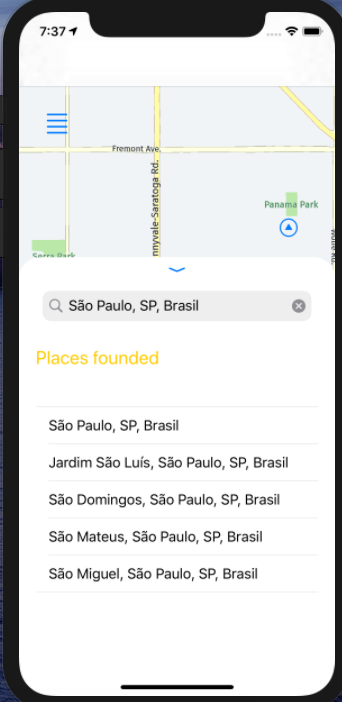 7:37
Fremont Ave.
nnyvale-Saratoga Rd.
Panama Park
Serra Park
São Paulo, SP, Brasil
Places founded
São Paulo, SP, Brasil
Jardim São Luís, São Paulo, SP, Brasil
São Domingos, São Paulo, SP, Brasil
São Mateus, São Paulo, SP, Brasil
São Miguel, São Paulo, SP, Brasil